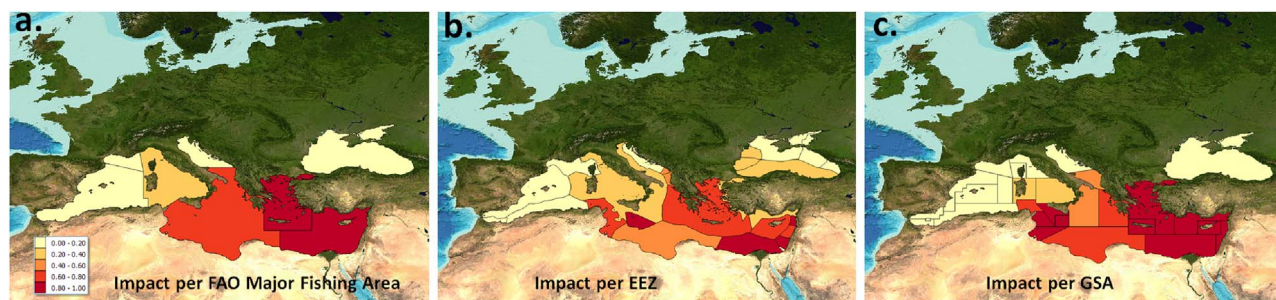 a.
0.00 - 0.20
0.20 - 0.40
0.40 - 0.60
0.60 - 0.80
0.80 - 1.00
Impact per FAO Major Fishing Area
b.
Impact per EEZ
c.
Impact per GSA